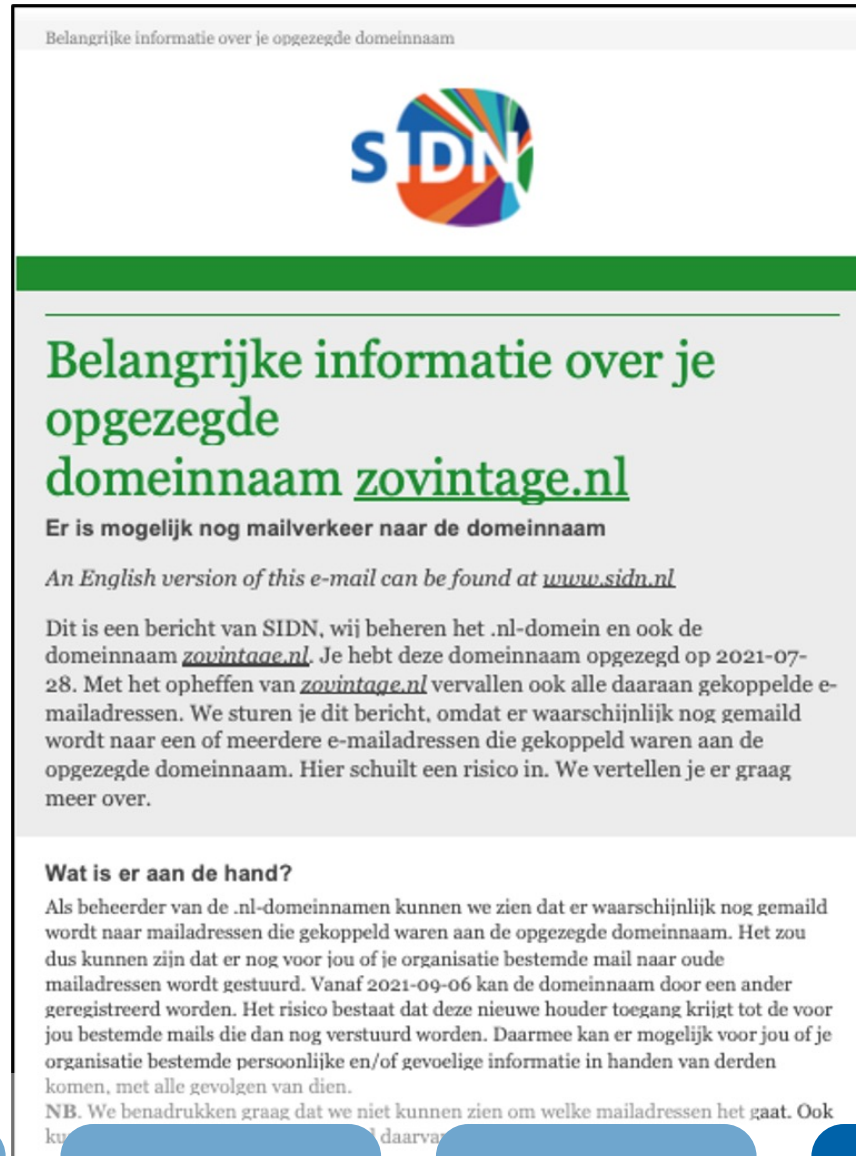 Belangrijke informatie over je opgezegde domeinnaam
SIDN
Belangrijke informatie over je
opgezegde
domeinnaam zovintage.nl
Er is mogelijk nog mailverkeer naar de domeinnaam
An English version of this e-mail can be found at www.sidn.nl
Dit is een bericht van SIDN, wij beheren het .nl-domein en ook de
domeinnaam zovintage.nl. Je hebt deze domeinnaam opgezegd op 2021-07-
28. Met het opheffen van zovintage.nl vervallen ook alle daaraan gekoppelde e-
mailadressen. We sturen je dit bericht, omdat er waarschijnlijk nog gemaild
wordt naar een of meerdere e-mailadressen die gekoppeld waren aan de
opgezegde domeinnaam. Hier schuilt een risico in. We vertellen je er graag
meer over.
Wat is er aan de hand?
Als beheerder van de .nl-domeinnamen kunnen we zien dat er waarschijnlijk nog gemaild
wordt naar mailadressen die gekoppeld waren aan de opgezegde domeinnaam. Het zou
dus kunnen zijn dat er nog voor jou of je organisatie bestemde mail naar oude
mailadressen wordt gestuurd. Vanaf 2021-09-06 kan de domeinnaam door een ander
geregistreerd worden. Het risico bestaat dat deze nieuwe houder toegang krijgt tot de voor
jou bestemde mails die dan nog verstuurd worden. Daarmee kan er mogelijk voor jou of je
organisatie bestemde persoonlijke en/of gevoelige informatie in handen van derden
komen, met alle gevolgen van dien.
NB. We benadrukken graag dat we niet kunnen zien om welke mailadressen het gaat. Ook